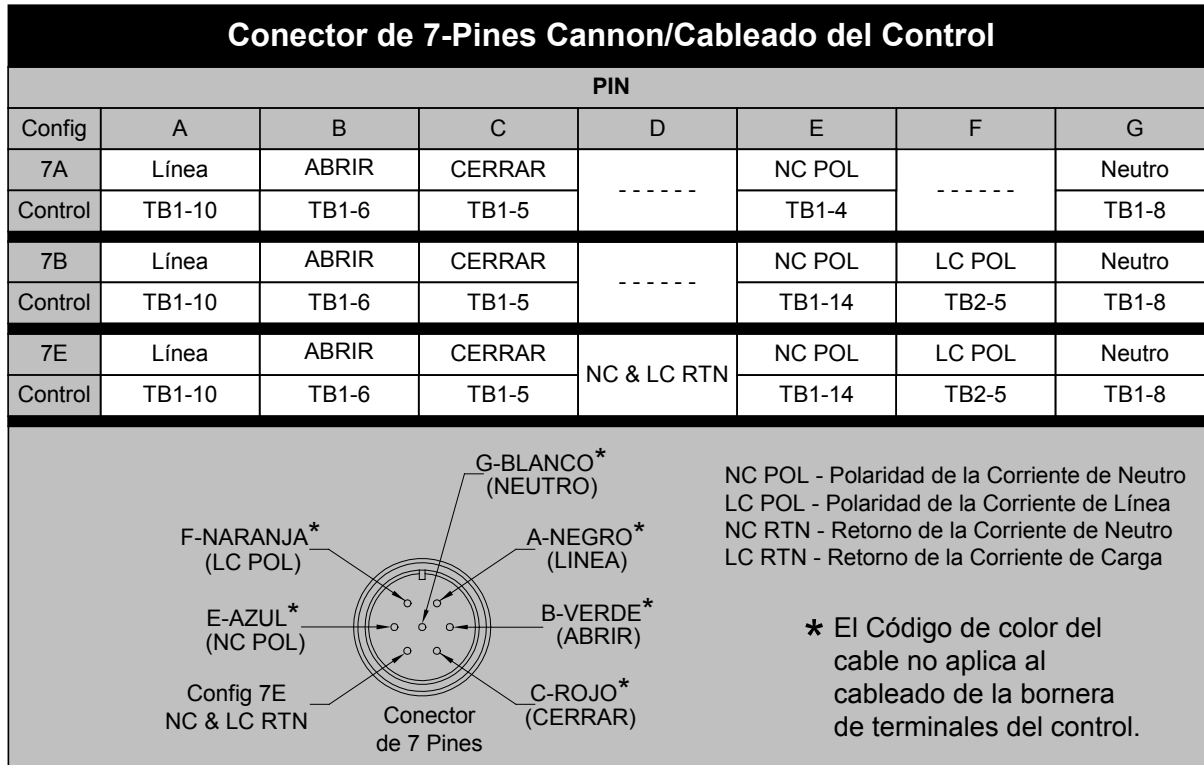 Conector de 7-Pines Cannon/Cableado del Control
PIN
Config A B C D E F G
7A Línea ABRIR CERRAR - - - - - - NC POL - - - - - - Neutro
Control TB1-10 TB1-6 TB1-5 TB1-4 TB1-8
7B Línea ABRIR CERRAR - - - - - - NC POL LC POL Neutro
Control TB1-10 TB1-6 TB1-5 TB1-14 TB2-5 TB1-8
7E Línea ABRIR CERRAR NC & LC RTN NC POL LC POL Neutro
Control TB1-10 TB1-6 TB1-5 TB1-14 TB2-5 TB1-8
G-BLANCO*
(NEUTRO)
F-NARANJA*
(LC POL)
A-NEGRO*
(LINEA)
E-AZUL*
(NC POL)
B-VERDE*
(ABRIR)
Config 7E
NC & LC RTN
C-ROJO*
(CERRAR)
Conector
de 7 Pines
NC POL - Polaridad de la Corriente de Neutro
LC POL - Polaridad de la Corriente de Línea
NC RTN - Retorno de la Corriente de Neutro
LC RTN - Retorno de la Corriente de Carga
* El Código de color del
cable no aplica al
cableado de la bornera
de terminales del control.